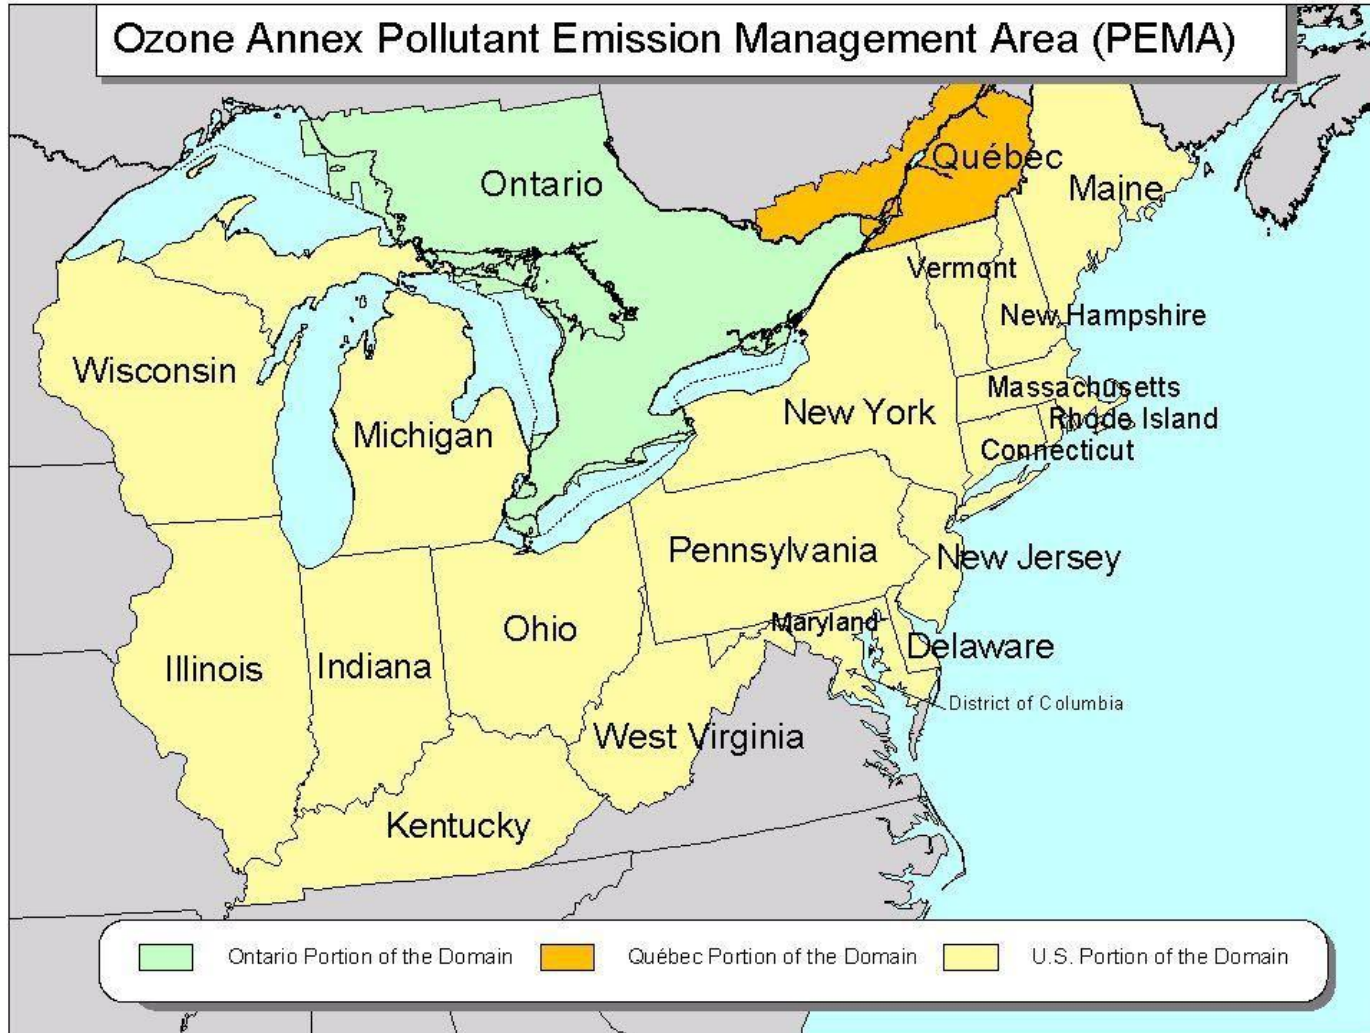 Ozone Annex Pollutant Emission Management Area (PEMA)
Québec
Ontario
Maine
Vermont
New Hampshire
Wisconsin
Massachusetts
New York
Rhode Island
Michigan
Connecticut
Pennsylvania
New Jersey
Ohio
Maryland
Delaware
Illinois
Indiana
District of Columbia
West Virginia
Kentucky
Ontario Portion of the Domain
Québec Portion of the Domain
U.S. Portion of the Domain